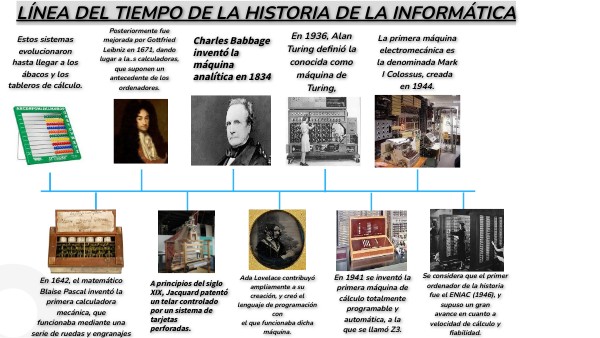 LÍNEA DEL TIEMPO DE LA HISTORIA DE LA INFORMÁTICA
Estos sistemas
evolucionaron
hasta llegar a los
ábacos y los
tableros de cálculo.
Posteriormente fue
mejorada por Gottfried
Leibniz en 1671, dando
lugar a la..s calculadoras,
que suponen un
antecedente de los
ordenadores.
Charles Babbage
inventó la
máquina
analítica en 1834
En 1936, Alan
Turing definió la
conocida como
máquina de
Turing,
La primera máquina
electromecánica es
la denominada Mark
I Colossus, creada
en 1944.
En 1642, el matemático
Blaise Pascal inventó la
primera calculadora
mecánica, que
funcionaba mediante una
serie de ruedas y engranajes
A principios del siglo
XIX, Jacquard patentó
un telar controlado
por un sistema de
tarjetas
perforadas.
Ada Lovelace contribuyó
ampliamente a su
creación, y creó el
lenguaje de programación
con
el que funcionaba dicha
máquina.
En 1941 se inventó la
primera máquina de
cálculo totalmente
programable y
automática, a la
que se llamó Z3.
Se considera que el primer
ordenador de la historia
fue el ENIAC (1946), y
supuso un gran
avance en cuanto a
velocidad de cálculo y
fiabilidad.